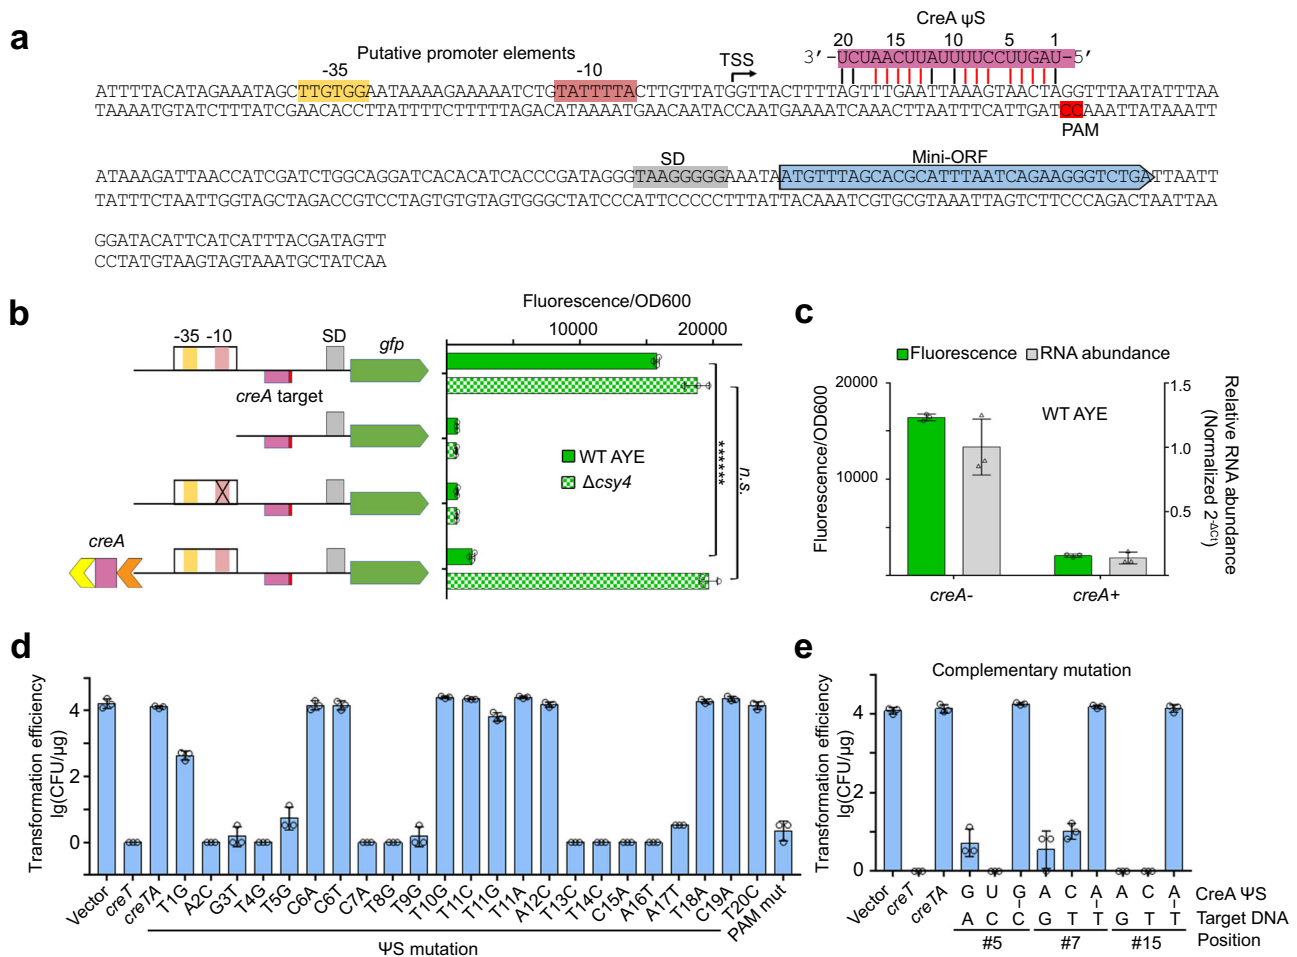 a
Putative promoter elements
-35
-10
TSS
CreA ψS
20 15 10 5 1
3′-UCUAACUUAUUUUCCUUGAU-5′
ATTTTACATAGAAATAGCTTGTGGAATAAAAGAAAAATCTGTATTTTACTTGTTATGGTTACTTTTAGTTTGAATTAAAGTAACTAGGTTTAATATTTAA
TAAAATGTATCTTTATCGAACACCTTATTTTCTTTTTAGACATAAAATGAACAATACCAATGAAAATCAAACTTAATTTCATTGATCCAAATTATAAATT
PAM
SD
Mini-ORF
ATAAAGATTAACCATCGATCTGGCAGGATCACACATCACCCGATAGGGTAAGGGGGAAATAATGTTTAGCACGCATTTAATCAGAAGGGTCTGATTAATT
TATTTCTAATTGGTAGCTAGACCGTCCTAGTGTGTAGTGGGCTATCCCATTCCCCCTTTATTACAAATCGTGCGTAAATTAGTCTTCCCAGACTAATTAA
GGATACATTCATCATTTACGATAGTT
CCTATGTAAGTAGTAAATGCTATCAA
b
Fluorescence/OD600
10000 20000
-35 -10
SD
gfp
creA target
creA
WT AYE
Δcsy4
******
n.s.
c
Fluorescence
RNA abundance
WT AYE
Fluorescence/OD600
20000
10000
Relative RNA abundance
(Normalized 2^-ΔCt)
1.5
1.0
0.5
creA-
creA+
d
Transformation efficiency
lg(CFU/μg)
4
2
0
Vector
creT
creTA
T1G
A2C
G3T
T4G
T5G
C6A
C6T
C7A
T8G
T9G
T10G
T11C
T11G
T11A
A12C
T13C
T14C
C15A
A16T
A17T
T18A
C19A
T20C
PAM mut
ΨS mutation
e
Complementary mutation
Transformation efficiency
lg(CFU/μg)
4
2
0
Vector
creT
creTA
G U G A C A A C A CreA ΨS
A C C G T T G T T Target DNA
#5 #7 #15 Position